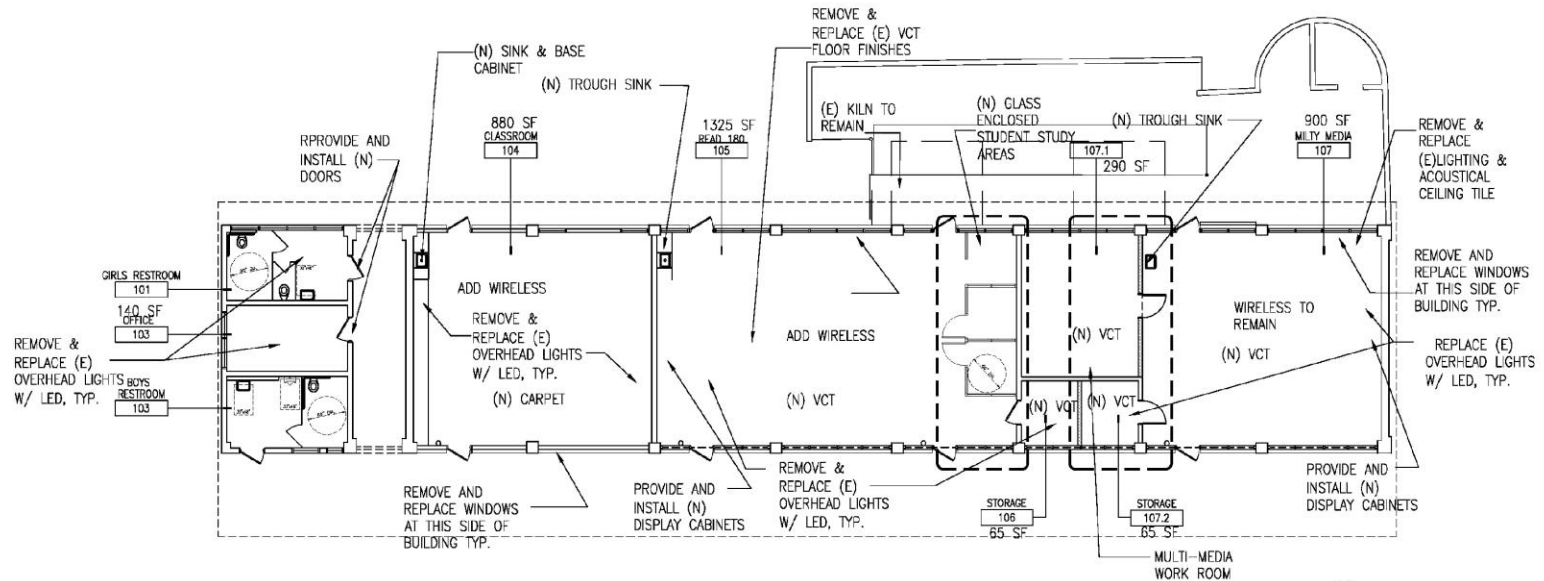 REMOVE &
REPLACE (E) VCT
FLOOR FINISHES
(N) SINK & BASE
CABINET
(N) TROUGH SINK
880 SF
CLASSROOM
104
1325 SF
READ 180
105
(E) KILN TO
REMAIN
(N) GLASS
ENCLOSED
STUDENT STUDY
AREAS
(N) TROUGH SINK
107.1
290 SF
900 SF
MILTY MEDIA
107
REMOVE &
REPLACE
(E)LIGHTING &
ACOUSTICAL
CEILING TILE
RPROVIDE AND
INSTALL (N)
DOORS
GIRLS RESTROOM
101
140 SF
OFFICE
103
REMOVE &
REPLACE (E)
OVERHEAD LIGHTS
W/ LED, TYP.
BOYS
RESTROOM
103
ADD WIRELESS
REMOVE &
REPLACE (E)
OVERHEAD LIGHTS
W/ LED, TYP.
(N) CARPET
ADD WIRELESS
(N) VCT
(N) VCT
(N) VCT
(N) VCT
WIRELESS TO
REMAIN
(N) VCT
REMOVE AND
REPLACE WINDOWS
AT THIS SIDE OF
BUILDING TYP.
REPLACE (E)
OVERHEAD LIGHTS
W/ LED, TYP.
REMOVE AND
REPLACE WINDOWS
AT THIS SIDE OF
BUILDING TYP.
PROVIDE AND
INSTALL (N)
DISPLAY CABINETS
REMOVE &
REPLACE (E)
OVERHEAD LIGHTS
W/ LED, TYP.
STORAGE
106
65 SF
STORAGE
107.2
65 SF
MULTI-MEDIA
WORK ROOM
PROVIDE AND
INSTALL (N)
DISPLAY CABINETS